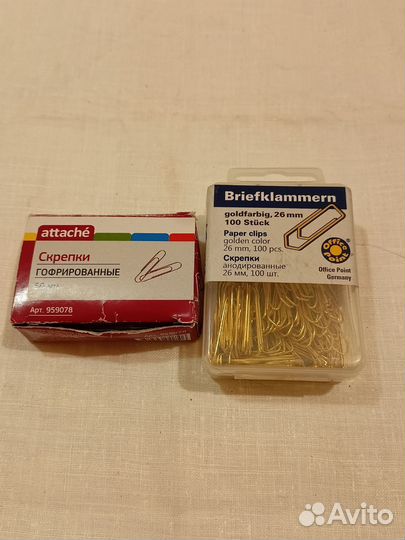 attaché
Скрепки
ГОФРИРОВАННЫЕ
Арт. 959078
Briefklammern
goldfarbig, 26 mm
100 Stück
Paper clips
golden color
26 mm, 100 pcs.
Скрепки
анодированные
26 мм, 100 шт.
Office
Point
Office Point
Germany
Avito